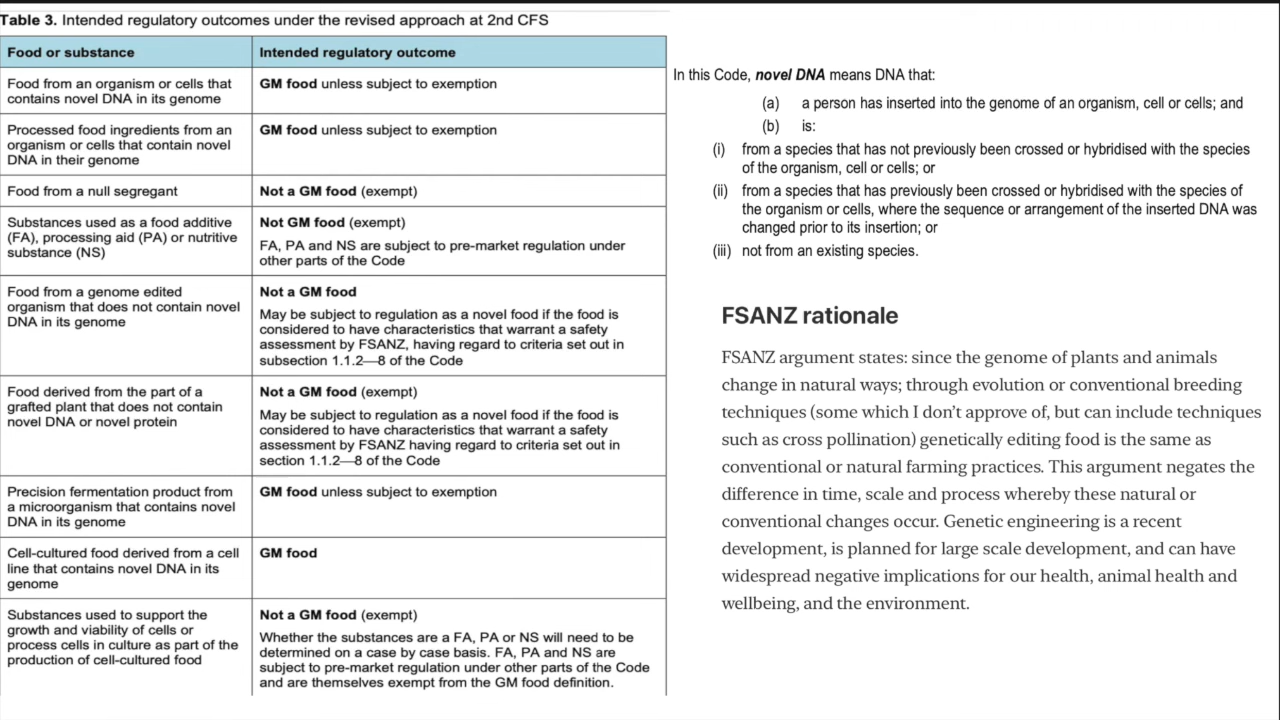 Table 3. Intended regulatory outcomes under the revised approach at 2nd CFS
Food or substance
Intended regulatory outcome
Food from an organism or cells that
contains novel DNA in its genome
GM food unless subject to exemption
Processed food ingredients from an
organism or cells that contain novel
DNA in their genome
GM food unless subject to exemption
Food from a null segregant
Not a GM food (exempt)
Substances used as a food additive
(FA), processing aid (PA) or nutritive
substance (NS)
Not GM food (exempt)
FA, PA and NS are subject to pre-market regulation under
other parts of the Code
Food from a genome edited
organism that does not contain novel
DNA in its genome
Not a GM food
May be subject to regulation as a novel food if the food is
considered to have characteristics that warrant a safety
assessment by FSANZ, having regard to criteria set out in
subsection 1.1.2—8 of the Code
Food derived from the part of a
grafted plant that does not contain
novel DNA or novel protein
Not a GM food (exempt)
May be subject to regulation as a novel food if the food is
considered to have characteristics that warrant a safety
assessment by FSANZ having regard to criteria set out in
section 1.1.2—8 of the Code
Precision fermentation product from
a microorganism that contains novel
DNA in its genome
GM food unless subject to exemption
Cell-cultured food derived from a cell
line that contains novel DNA in its
genome
GM food
Substances used to support the
growth and viability of cells or
process cells in culture as part of the
production of cell-cultured food
Not a GM food (exempt)
Whether the substances are a FA, PA or NS will need to be
determined on a case by case basis. FA, PA and NS are
subject to pre-market regulation under other parts of the Code
and are themselves exempt from the GM food definition.
In this Code, novel DNA means DNA that:
(a) a person has inserted into the genome of an organism, cell or cells; and
(b) is:
(i) from a species that has not previously been crossed or hybridised with the species
of the organism, cell or cells; or
(ii) from a species that has previously been crossed or hybridised with the species of
the organism or cells, where the sequence or arrangement of the inserted DNA was
changed prior to its insertion; or
(iii) not from an existing species.
FSANZ rationale
FSANZ argument states: since the genome of plants and animals
change in natural ways; through evolution or conventional breeding
techniques (some which I don't approve of, but can include techniques
such as cross pollination) genetically editing food is the same as
conventional or natural farming practices. This argument negates the
difference in time, scale and process whereby these natural or
conventional changes occur. Genetic engineering is a recent
development, is planned for large scale development, and can have
widespread negative implications for our health, animal health and
wellbeing, and the environment.